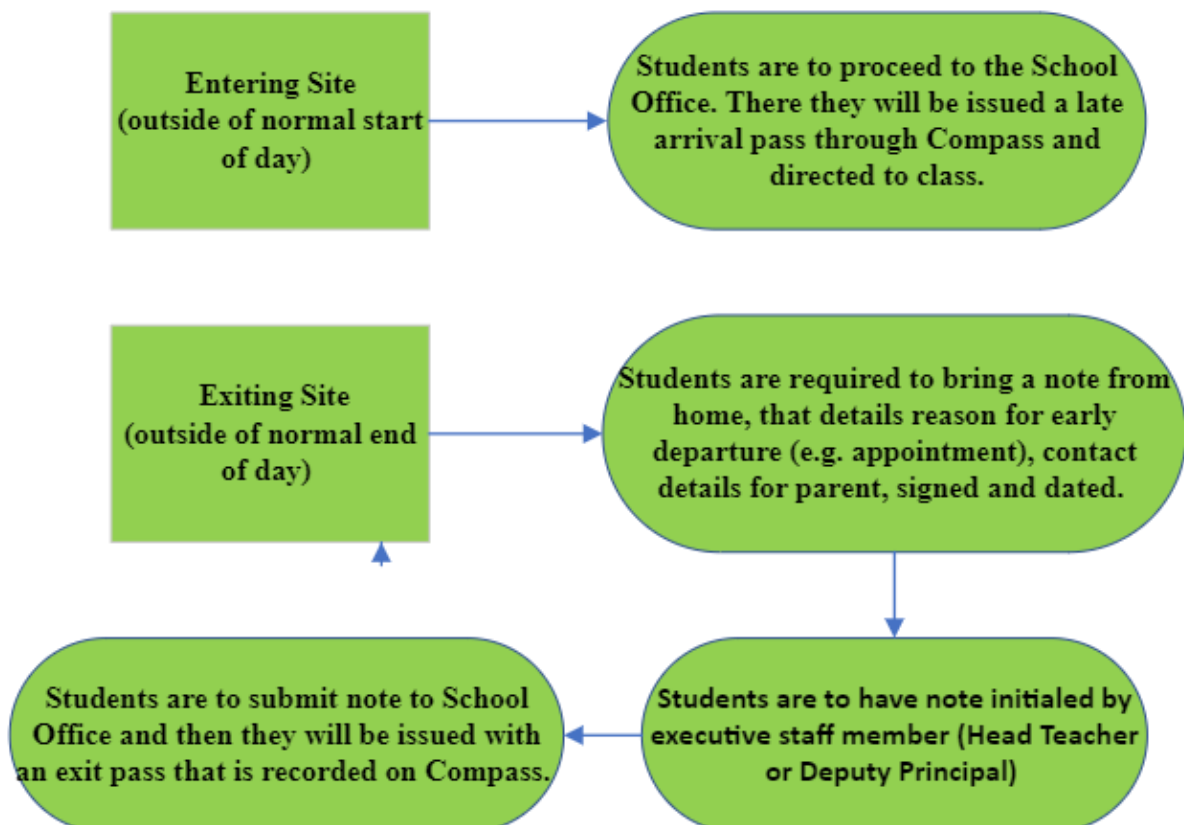 Entering Site
(outside of normal start
of day)
Students are to proceed to the School
Office. There they will be issued a late
arrival pass through Compass and
directed to class.
Exiting Site
(outside of normal end
of day)
Students are required to bring a note from
home, that details reason for early
departure (e.g. appointment), contact
details for parent, signed and dated.
Students are to have note initialed by
executive staff member (Head Teacher
or Deputy Principal)
Students are to submit note to School
Office and then they will be issued with
an exit pass that is recorded on Compass.